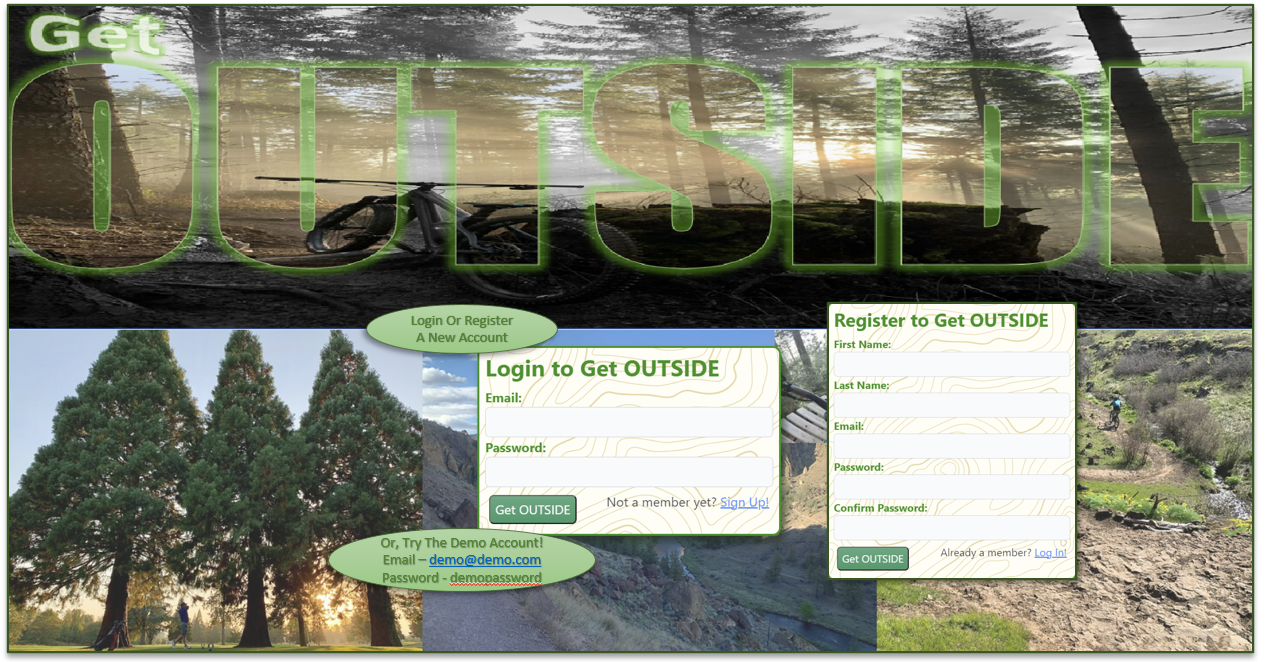 Get
OUTSIDE
Login Or Register
A New Account
Login to Get OUTSIDE
Email:
Password:
Get OUTSIDE
Not a member yet? Sign Up!
Or, Try The Demo Account!
Email – demo@demo.com
Password - demopassword
Register to Get OUTSIDE
First Name:
Last Name:
Email:
Password:
Confirm Password:
Get OUTSIDE
Already a member? Log In!